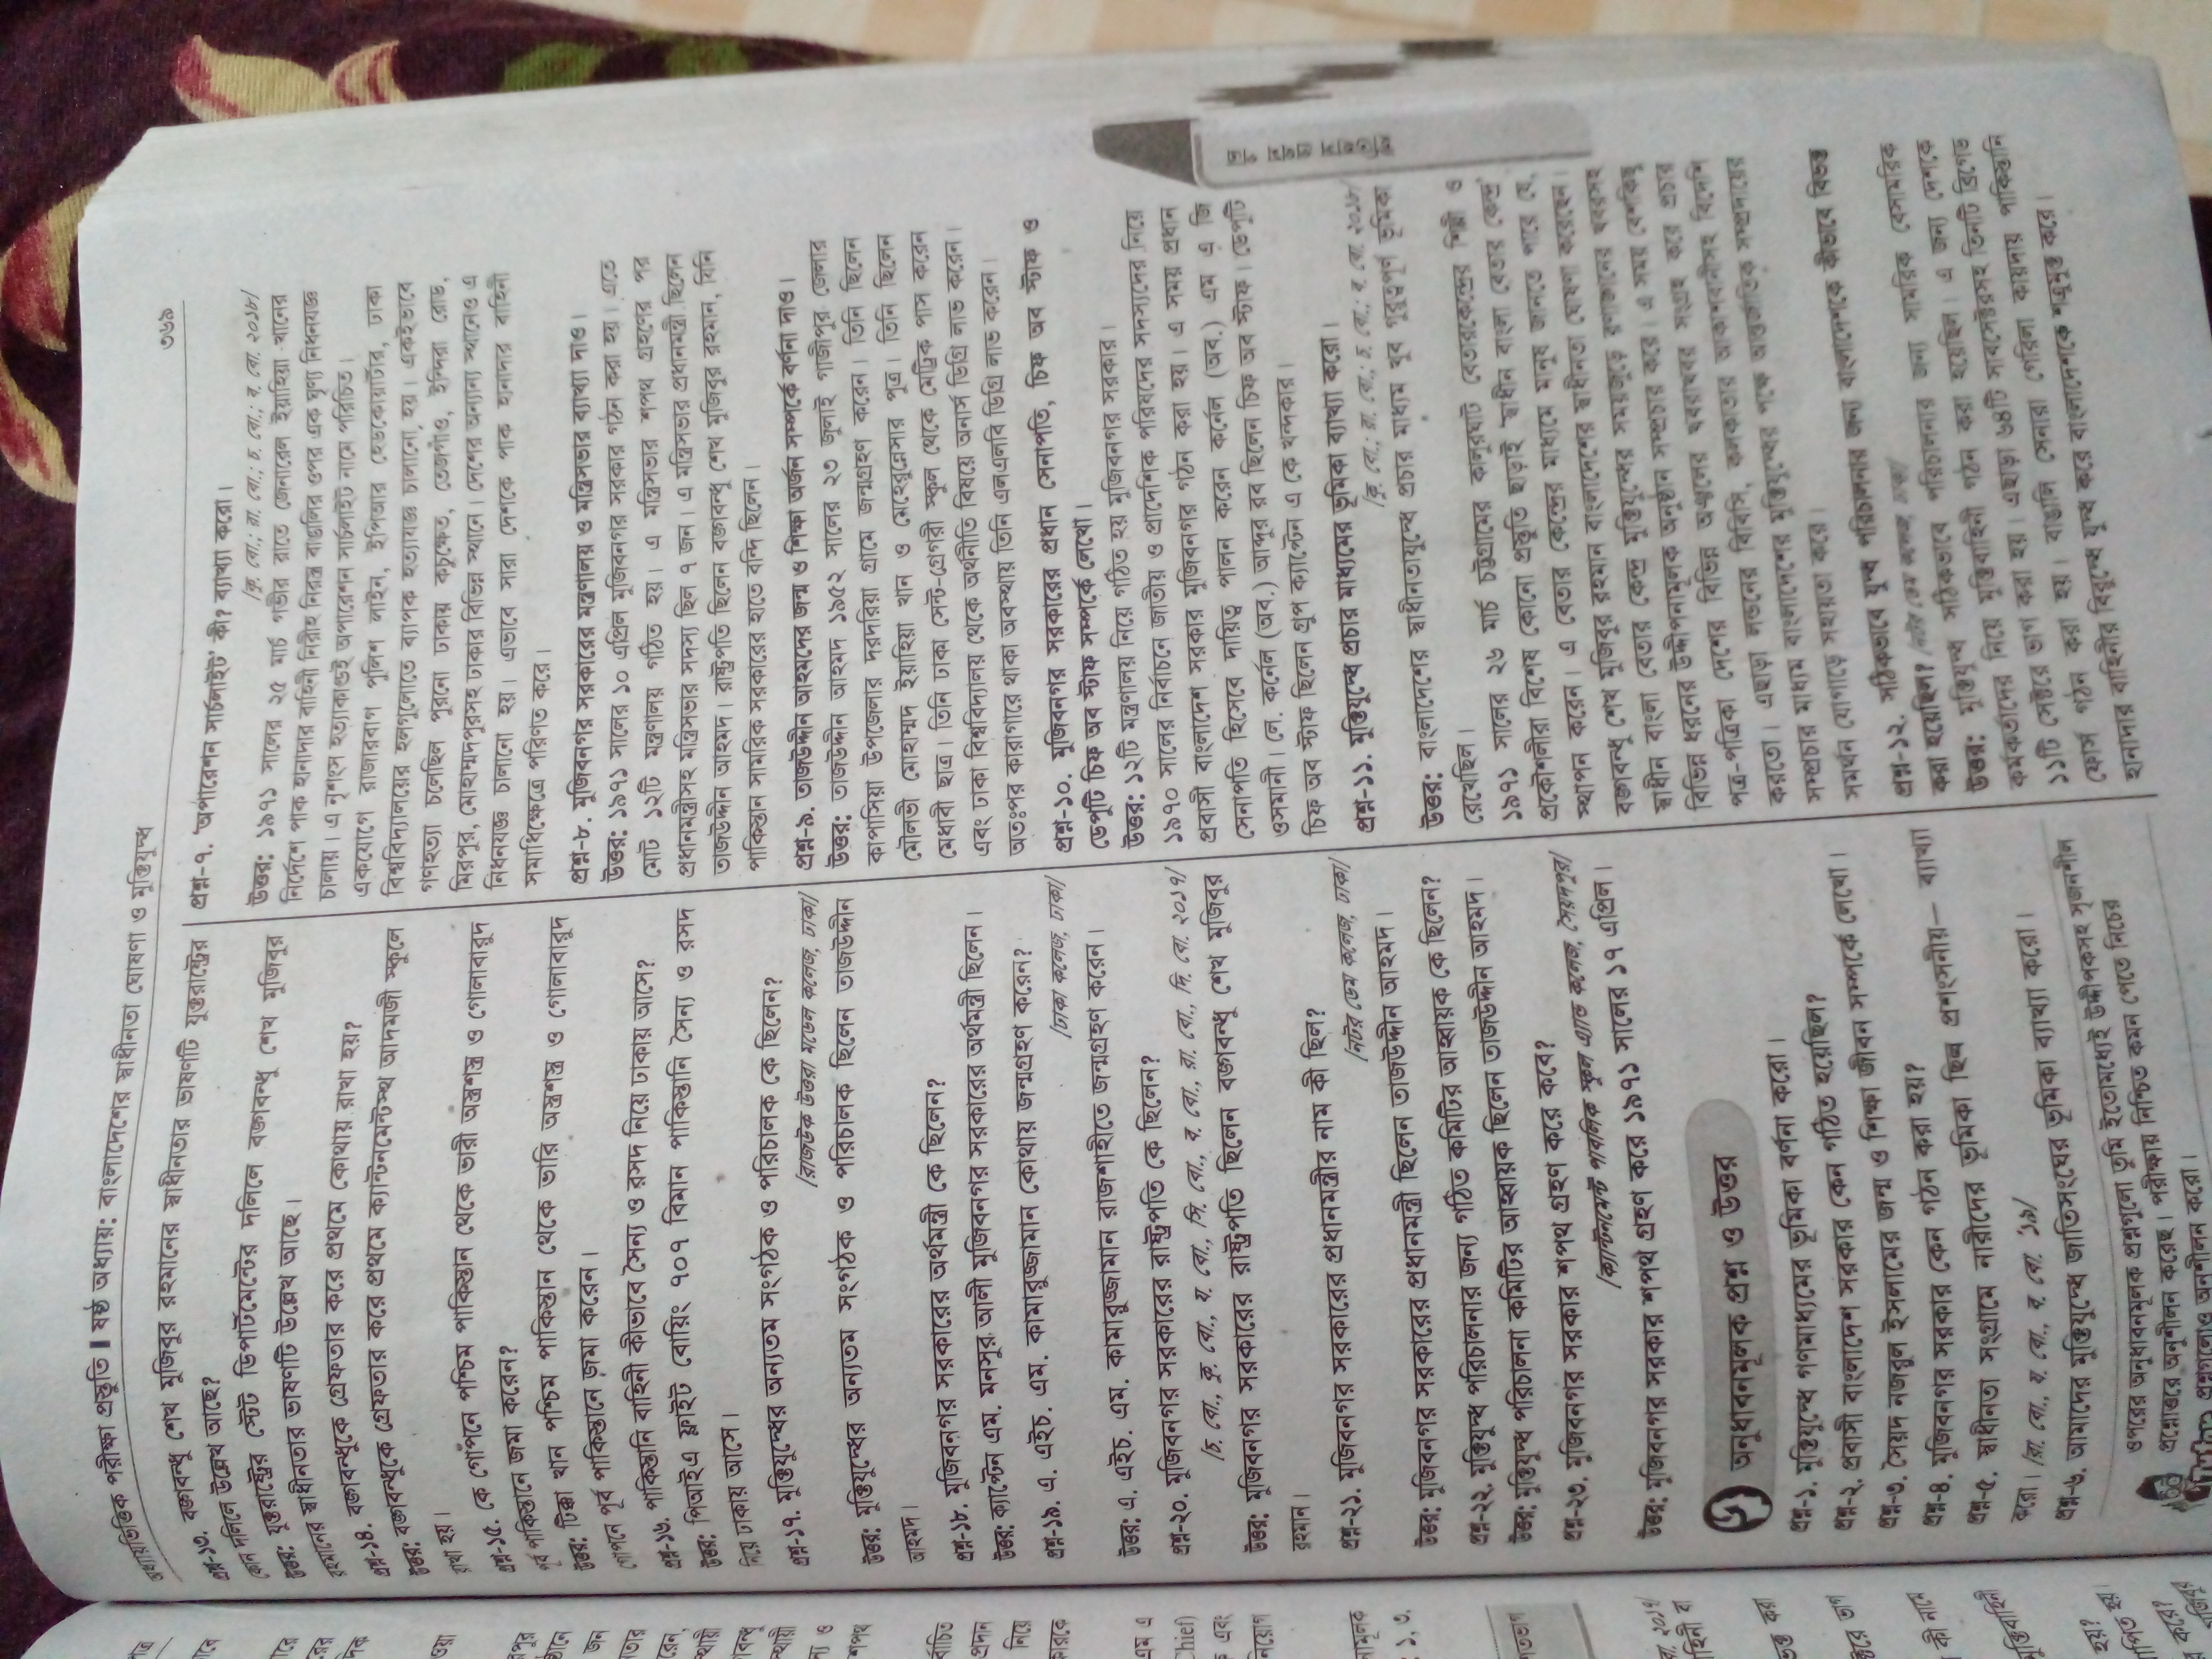 অধ্যায়ভিত্তিক পরীক্ষা প্রস্তুতি ❙ ষষ্ঠ অধ্যায়: বাংলাদেশের স্বাধীনতা ঘোষণা ও মুক্তিযুদ্ধ
৩৬৯
প্রশ্ন-১৩. বঙ্গবন্ধু শেখ মুজিবুর রহমানের স্বাধীনতার ভাষণটি যুক্তরাষ্ট্রের
কোন দলিলে উল্লেখ আছে?
উত্তর: যুক্তরাষ্ট্রের স্টেট ডিপার্টমেন্টের দলিলে বঙ্গবন্ধু শেখ মুজিবুর
রহমানের স্বাধীনতার ভাষণটি উল্লেখ আছে।
প্রশ্ন-১৪. বঙ্গবন্ধুকে গ্রেফতার করে প্রথমে কোথায় রাখা হয়?
উত্তর: বঙ্গবন্ধুকে গ্রেফতার করে প্রথমে ক্যান্টনমেন্টস্থ আদমজী স্কুলে
রাখা হয়।
প্রশ্ন-১৫. কে গোপনে পশ্চিম পাকিস্তান থেকে ভারী অস্ত্রশস্ত্র ও গোলাবারুদ
পূর্ব পাকিস্তানে জমা করেন?
উত্তর: টিক্কা খান পশ্চিম পাকিস্তান থেকে ভারি অস্ত্রশস্ত্র ও গোলাবারুদ
গোপনে পূর্ব পাকিস্তানে জমা করেন।
প্রশ্ন-১৬. পাকিস্তানি বাহিনী কীভাবে সৈন্য ও রসদ নিয়ে ঢাকায় আসে?
উত্তর: পিআইএ ফ্লাইট বোয়িং ৭০৭ বিমান পাকিস্তানি সৈন্য ও রসদ
নিয়ে ঢাকায় আসে।
প্রশ্ন-১৭. মুক্তিযুদ্ধের অন্যতম সংগঠক ও পরিচালক কে ছিলেন?
[রাজউক উত্তরা মডেল কলেজ, ঢাকা]
উত্তর: মুক্তিযুদ্ধের অন্যতম সংগঠক ও পরিচালক ছিলেন তাজউদ্দীন
আহমদ।
প্রশ্ন-১৮. মুজিবনগর সরকারের অর্থমন্ত্রী কে ছিলেন?
উত্তর: ক্যাপ্টেন এম. মনসুর আলী মুজিবনগর সরকারের অর্থমন্ত্রী ছিলেন।
প্রশ্ন-১৯. এ. এইচ. এম. কামারুজ্জামান কোথায় জন্মগ্রহণ করেন?
[ঢাকা কলেজ, ঢাকা]
উত্তর: এ. এইচ. এম. কামারুজ্জামান রাজশাহীতে জন্মগ্রহণ করেন।
প্রশ্ন-২০. মুজিবনগর সরকারের রাষ্ট্রপতি কে ছিলেন?
[চ. বো., কু. বো., য. বো., সি. বো., ব. বো., রা. বো., দি. বো. ২০১৭]
উত্তর: মুজিবনগর সরকারের রাষ্ট্রপতি ছিলেন বঙ্গবন্ধু শেখ মুজিবুর
রহমান।
প্রশ্ন-২১. মুজিবনগর সরকারের প্রধানমন্ত্রীর নাম কী ছিল?
[নটর ডেম কলেজ, ঢাকা]
উত্তর: মুজিবনগর সরকারের প্রধানমন্ত্রী ছিলেন তাজউদ্দীন আহমদ।
প্রশ্ন-২২. মুক্তিযুদ্ধ পরিচালনার জন্য গঠিত কমিটির আহ্বায়ক কে ছিলেন?
উত্তর: মুক্তিযুদ্ধ পরিচালনা কমিটির আহ্বায়ক ছিলেন তাজউদ্দীন আহমদ।
প্রশ্ন-২৩. মুজিবনগর সরকার শপথ গ্রহণ করে কবে?
[ক্যান্টনমেন্ট পাবলিক স্কুল এ্যান্ড কলেজ, সৈয়দপুর]
উত্তর: মুজিবনগর সরকার শপথ গ্রহণ করে ১৯৭১ সালের ১৭ এপ্রিল।
অনুধাবনমূলক প্রশ্ন ও উত্তর
প্রশ্ন-১. মুক্তিযুদ্ধে গণমাধ্যমের ভূমিকা বর্ণনা করো।
প্রশ্ন-২. প্রবাসী বাংলাদেশ সরকার কেন গঠিত হয়েছিল?
প্রশ্ন-৩. সৈয়দ নজরুল ইসলামের জন্ম ও শিক্ষা জীবন সম্পর্কে লেখো।
প্রশ্ন-৪. মুজিবনগর সরকার কেন গঠন করা হয়?
প্রশ্ন-৫. স্বাধীনতা সংগ্রামে নারীদের ভূমিকা ছিল প্রশংসনীয়— ব্যাখ্যা
করো। [রা. বো., য. বো., ব. বো. '১৯]
প্রশ্ন-৬. আমাদের মুক্তিযুদ্ধে জাতিসংঘের ভূমিকা ব্যাখ্যা করো।
ওপরের অনুধাবনমূলক প্রশ্নগুলো তুমি ইতোমধ্যেই উদ্দীপকসহ সৃজনশীল
প্রশ্নোত্তরে অনুশীলন করেছ। পরীক্ষায় নিশ্চিত কমন পেতে নিচের
প্রশ্নগুলোও অনুশীলন করো।
প্রশ্ন-৭. 'অপারেশন সার্চলাইট' কী? ব্যাখ্যা করো।
[কু. বো.; রা. বো.; চ. বো.; ব. বো. ২০১৮]
উত্তর: ১৯৭১ সালের ২৫ মার্চ গভীর রাতে জেনারেল ইয়াহিয়া খানের
নির্দেশে পাক হানাদার বাহিনী নিরীহ নিরস্ত্র বাঙালির ওপর এক ঘৃণ্য নিধনযজ্ঞ
চালায়। এ নৃশংস হত্যাকাণ্ডই অপারেশন সার্চলাইট নামে পরিচিত।
একযোগে রাজারবাগ পুলিশ লাইন, ইপিআর হেডকোয়ার্টার, ঢাকা
বিশ্ববিদ্যালয়ের হলগুলোতে ব্যাপক হত্যাযজ্ঞ চালানো হয়। একইভাবে
গণহত্যা চলেছিল পুরনো ঢাকায় কচুক্ষেত, তেজগাঁও, ইন্দিরা রোড,
মিরপুর, মোহাম্মদপুরসহ ঢাকার বিভিন্ন স্থানে। দেশের অন্যান্য স্থানেও এ
নিধনযজ্ঞ চালানো হয়। এভাবে সারা দেশকে পাক হানাদার বাহিনী
সমাধিক্ষেত্রে পরিণত করে।
প্রশ্ন-৮. মুজিবনগর সরকারের মন্ত্রণালয় ও মন্ত্রিসভার ব্যাখ্যা দাও।
উত্তর: ১৯৭১ সালের ১০ এপ্রিল মুজিবনগর সরকার গঠন করা হয়। এতে
মোট ১২টি মন্ত্রণালয় গঠিত হয়। এ মন্ত্রিসভার শপথ গ্রহণের পর
প্রধানমন্ত্রীসহ মন্ত্রিসভার সদস্য ছিল ৭ জন। এ মন্ত্রিসভার প্রধানমন্ত্রী ছিলেন
তাজউদ্দীন আহমদ। রাষ্ট্রপতি ছিলেন বঙ্গবন্ধু শেখ মুজিবুর রহমান, যিনি
পাকিস্তান সামরিক সরকারের হাতে বন্দি ছিলেন।
প্রশ্ন-৯. তাজউদ্দীন আহমদের জন্ম ও শিক্ষা অর্জন সম্পর্কে বর্ণনা দাও।
উত্তর: তাজউদ্দীন আহমদ ১৯৫২ সালের ২৩ জুলাই গাজীপুর জেলার
কাপাসিয়া উপজেলার দরদরিয়া গ্রামে জন্মগ্রহণ করেন। তিনি ছিলেন
মৌলভী মোহাম্মদ ইয়াহিয়া খান ও মেহেরুন্নেসার পুত্র। তিনি ছিলেন
মেধাবী ছাত্র। তিনি ঢাকা সেন্ট-গ্রেগরী স্কুল থেকে মেট্রিক পাস করেন
এবং ঢাকা বিশ্ববিদ্যালয় থেকে অর্থনীতি বিষয়ে অনার্স ডিগ্রি লাভ করেন।
অতঃপর কারাগারে থাকা অবস্থায় তিনি এলএলবি ডিগ্রি লাভ করেন।
প্রশ্ন-১০. মুজিবনগর সরকারের প্রধান সেনাপতি, চিফ অব স্টাফ ও
ডেপুটি চিফ অব স্টাফ সম্পর্কে লেখো।
উত্তর: ১২টি মন্ত্রণালয় নিয়ে গঠিত হয় মুজিবনগর সরকার।
১৯৭০ সালের নির্বাচনে জাতীয় ও প্রাদেশিক পরিষদের সদস্যদের নিয়ে
প্রবাসী বাংলাদেশ সরকার মুজিবনগর গঠন করা হয়। এ সময় প্রধান
সেনাপতি হিসেবে দায়িত্ব পালন করেন কর্নেল (অব.) এম এ জি
ওসমানী। লে. কর্নেল (অব.) আব্দুর রব ছিলেন চিফ অব স্টাফ। ডেপুটি
চিফ অব স্টাফ ছিলেন গ্রুপ ক্যাপ্টেন এ কে খন্দকার।
প্রশ্ন-১১. মুক্তিযুদ্ধে প্রচার মাধ্যমের ভূমিকা ব্যাখ্যা করো।
[কু. বো.; রা. বো.; চ. বো.; ব. বো. ২০১৮]
উত্তর: বাংলাদেশের স্বাধীনতাযুদ্ধে প্রচার মাধ্যম খুব গুরুত্বপূর্ণ ভূমিকা
রেখেছিল।
১৯৭১ সালের ২৬ মার্চ চট্টগ্রামের কালুরঘাট বেতারকেন্দ্রের শিল্পী ও
প্রকৌশলীরা বিশেষ কোনো প্রস্তুতি ছাড়াই 'স্বাধীন বাংলা বেতার কেন্দ্র'
স্থাপন করেন। এ বেতার কেন্দ্রের মাধ্যমে মানুষ জানতে পারে যে,
বঙ্গবন্ধু শেখ মুজিবুর রহমান বাংলাদেশের স্বাধীনতা ঘোষণা করেছেন।
স্বাধীন বাংলা বেতার কেন্দ্র মুক্তিযুদ্ধের সময়জুড়ে রণাঙ্গনের খবরসহ
বিভিন্ন ধরনের উদ্দীপনামূলক অনুষ্ঠান সম্প্রচার করে। এ সময় বেশকিছু
পত্র-পত্রিকা দেশের বিভিন্ন অঞ্চলের খবরাখবর সংগ্রহ করে প্রচার
করতো। এছাড়া লন্ডনের বিবিসি, কলকাতার আকাশবানীসহ বিদেশি
সম্প্রচার মাধ্যম বাংলাদেশের মুক্তিযুদ্ধের পক্ষে আন্তর্জাতিক সম্প্রদায়ের
সমর্থন যোগাড়ে সহায়তা করে।
প্রশ্ন-১২. সঠিকভাবে যুদ্ধ পরিচালনার জন্য বাংলাদেশকে কীভাবে বিভক্ত
করা হয়েছিল? [নটর ডেম কলেজ, ঢাকা]
উত্তর: মুক্তিযুদ্ধ সঠিকভাবে পরিচালনার জন্য সামরিক বেসামরিক
কর্মকর্তাদের নিয়ে মুক্তিবাহিনী গঠন করা হয়েছিল। এ জন্য দেশকে
১১টি সেক্টরে ভাগ করা হয়। এছাড়া ৬৪টি সাবসেক্টরসহ তিনটি ব্রিগেড
ফোর্স গঠন করা হয়। বাঙালি সেনারা গেরিলা কায়দায় পাকিস্তানি
হানাদার বাহিনীর বিরুদ্ধে যুদ্ধ করে বাংলাদেশকে শত্রুমুক্ত করে।